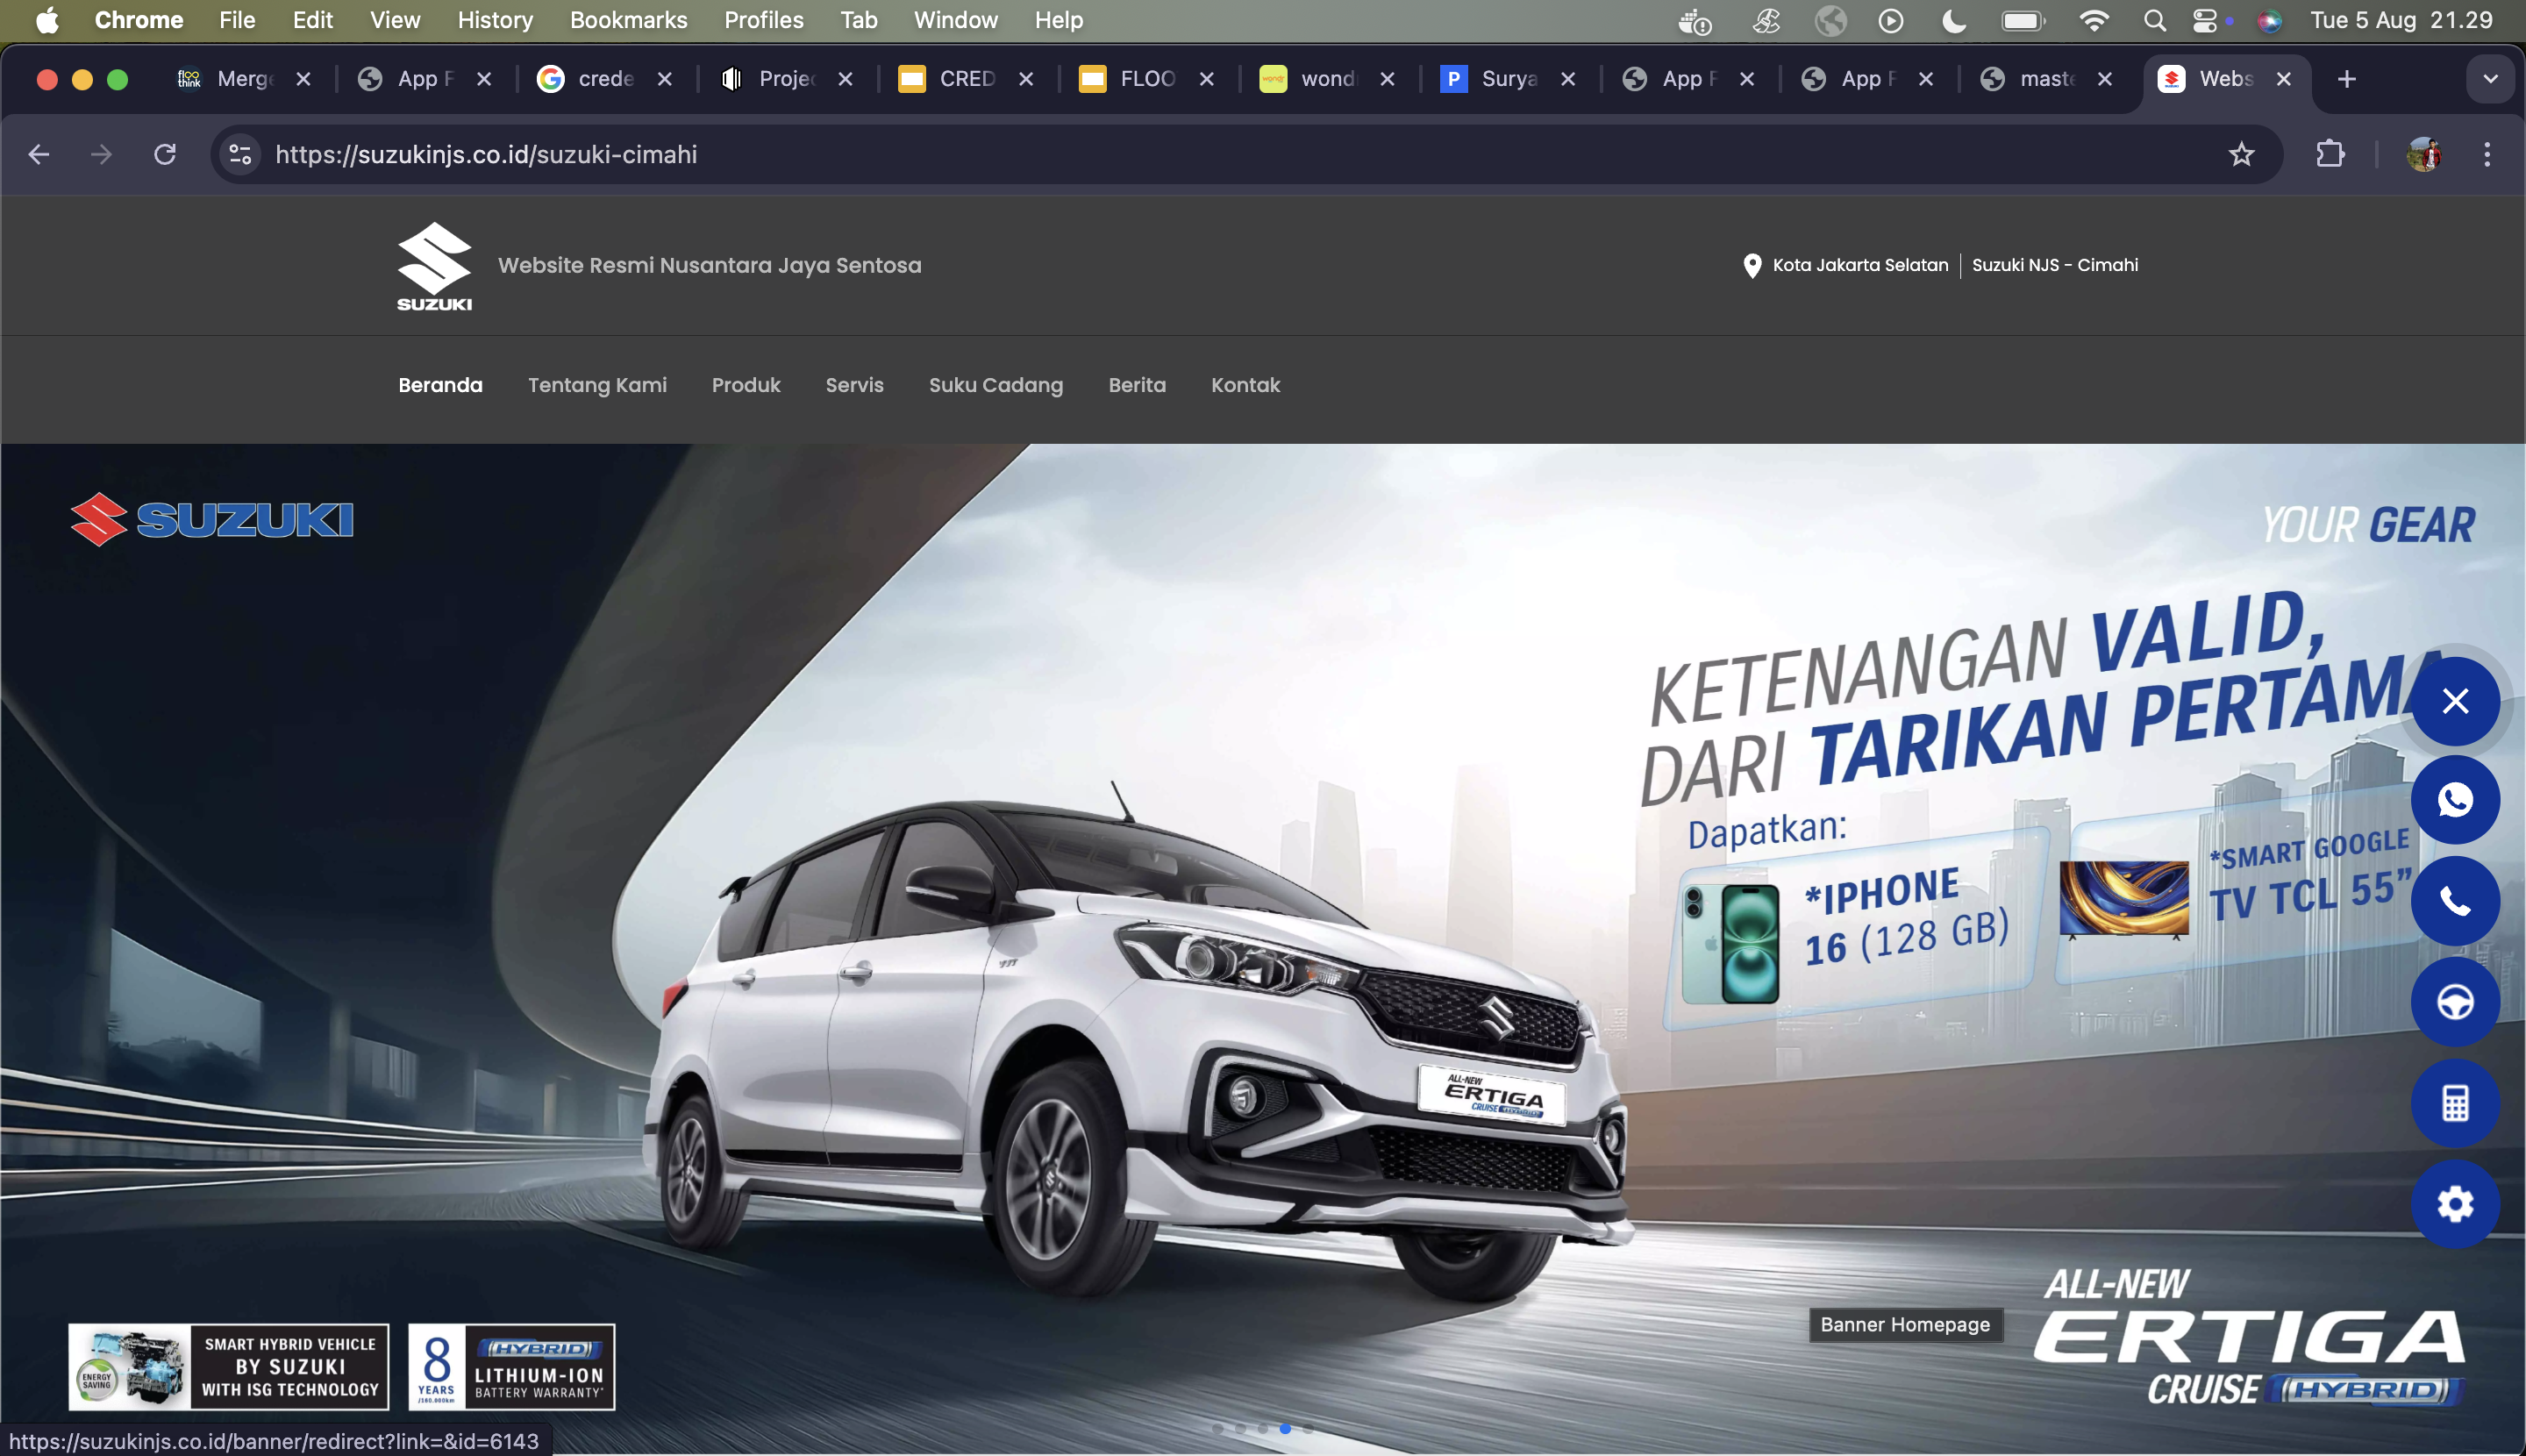 Chrome File Edit View History Bookmarks Profiles Tab Window Help Tue 5 Aug 21.29
floo think Merge App F crede Projec CRED FLOO wond Surya App F App F maste Webs
https://suzukinjs.co.id/suzuki-cimahi
SUZUKI
Website Resmi Nusantara Jaya Sentosa
Kota Jakarta Selatan Suzuki NJS - Cimahi
Beranda Tentang Kami Produk Servis Suku Cadang Berita Kontak
SUZUKI
YOUR GEAR
KETENANGAN VALID,
DARI TARIKAN PERTAMA
Dapatkan:
*IPHONE
16 (128 GB)
*SMART GOOGLE
TV TCL 55”
ALL-NEW
ERTIGA
CRUISE HYBRID
ENERGY
SAVING
SMART HYBRID VEHICLE
BY SUZUKI
WITH ISG TECHNOLOGY
8
YEARS
/160.000km
HYBRID
LITHIUM-ION
BATTERY WARRANTY*
Banner Homepage
ALL-NEW
ERTIGA
CRUISE HYBRID
https://suzukinjs.co.id/banner/redirect?link=&id=6143